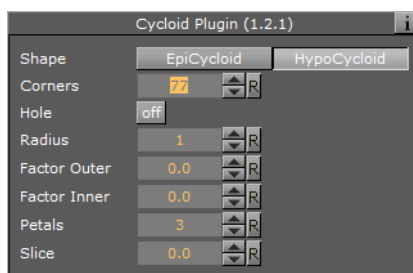 Cycloid Plugin (1.2.1) i
Shape EpiCycloid HypoCycloid
Corners 77 R
Hole off
Radius 1 R
Factor Outer 0.0 R
Factor Inner 0.0 R
Petals 3 R
Slice 0.0 R